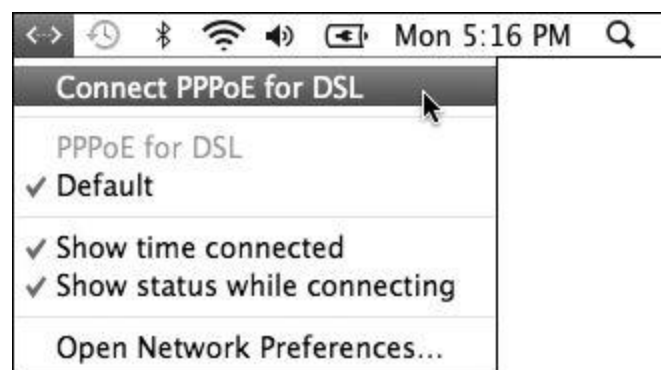 Mon 5:16 PM
Connect PPPoE for DSL
PPPoE for DSL
Default
Show time connected
Show status while connecting
Open Network Preferences...